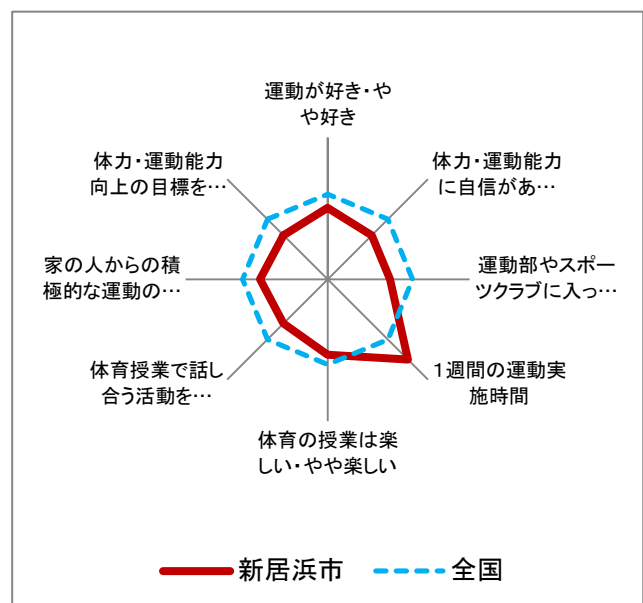 運動が好き・や
や好き
体力・運動能力
に自信があ…
運動部やスポー
ツクラブに入っ…
１週間の運動実
施時間
体育の授業は楽
しい・やや楽しい
体育授業で話し
合う活動を…
家の人からの積
極的な運動の…
体力・運動能力
向上の目標を…
新居浜市
全国